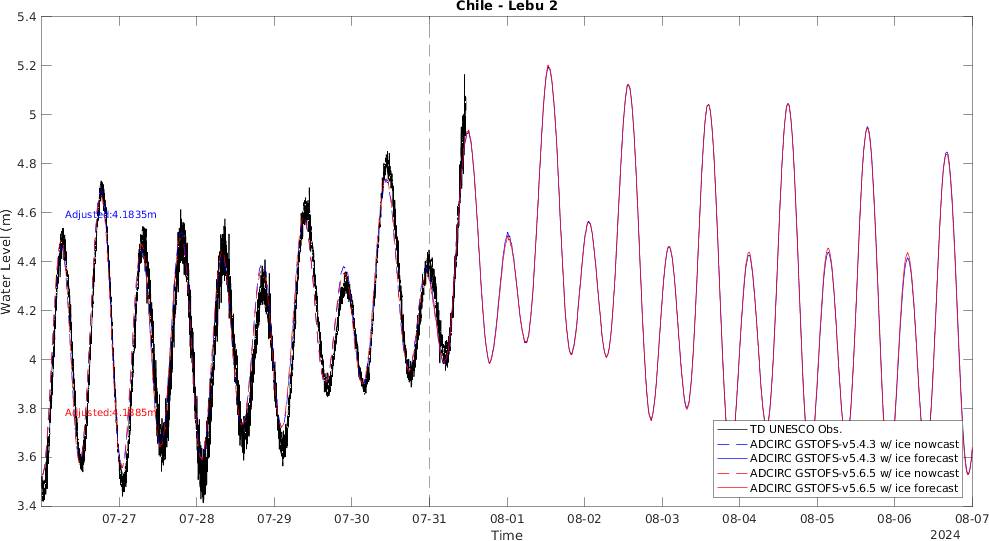 Chile - Lebu 2
5.4
5.2
5
4.8
4.6
4.4
4.2
4
3.8
3.6
3.4
Water Level (m)
Adjusted:4.1835m
Adjusted:4.1885m
TD UNESCO Obs.
ADCIRC GSTOFS-v5.4.3 w/ ice nowcast
ADCIRC GSTOFS-v5.4.3 w/ ice forecast
ADCIRC GSTOFS-v5.6.5 w/ ice nowcast
ADCIRC GSTOFS-v5.6.5 w/ ice forecast
07-27 07-28 07-29 07-30 07-31 08-01 08-02 08-03 08-04 08-05 08-06 08-07
Time
2024